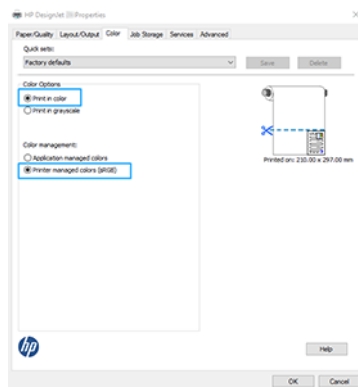 HP DesignJet Properties
Paper/Quality Layout/Output Color Job Storage Services Advanced
Quick sets:
Factory defaults
Save Delete
Color Options
Print in color
Print in grayscale
Color management:
Application managed colors
Printer managed colors (sRGB)
Printed on: 210.00 x 297.00 mm
hp
Help
OK Cancel